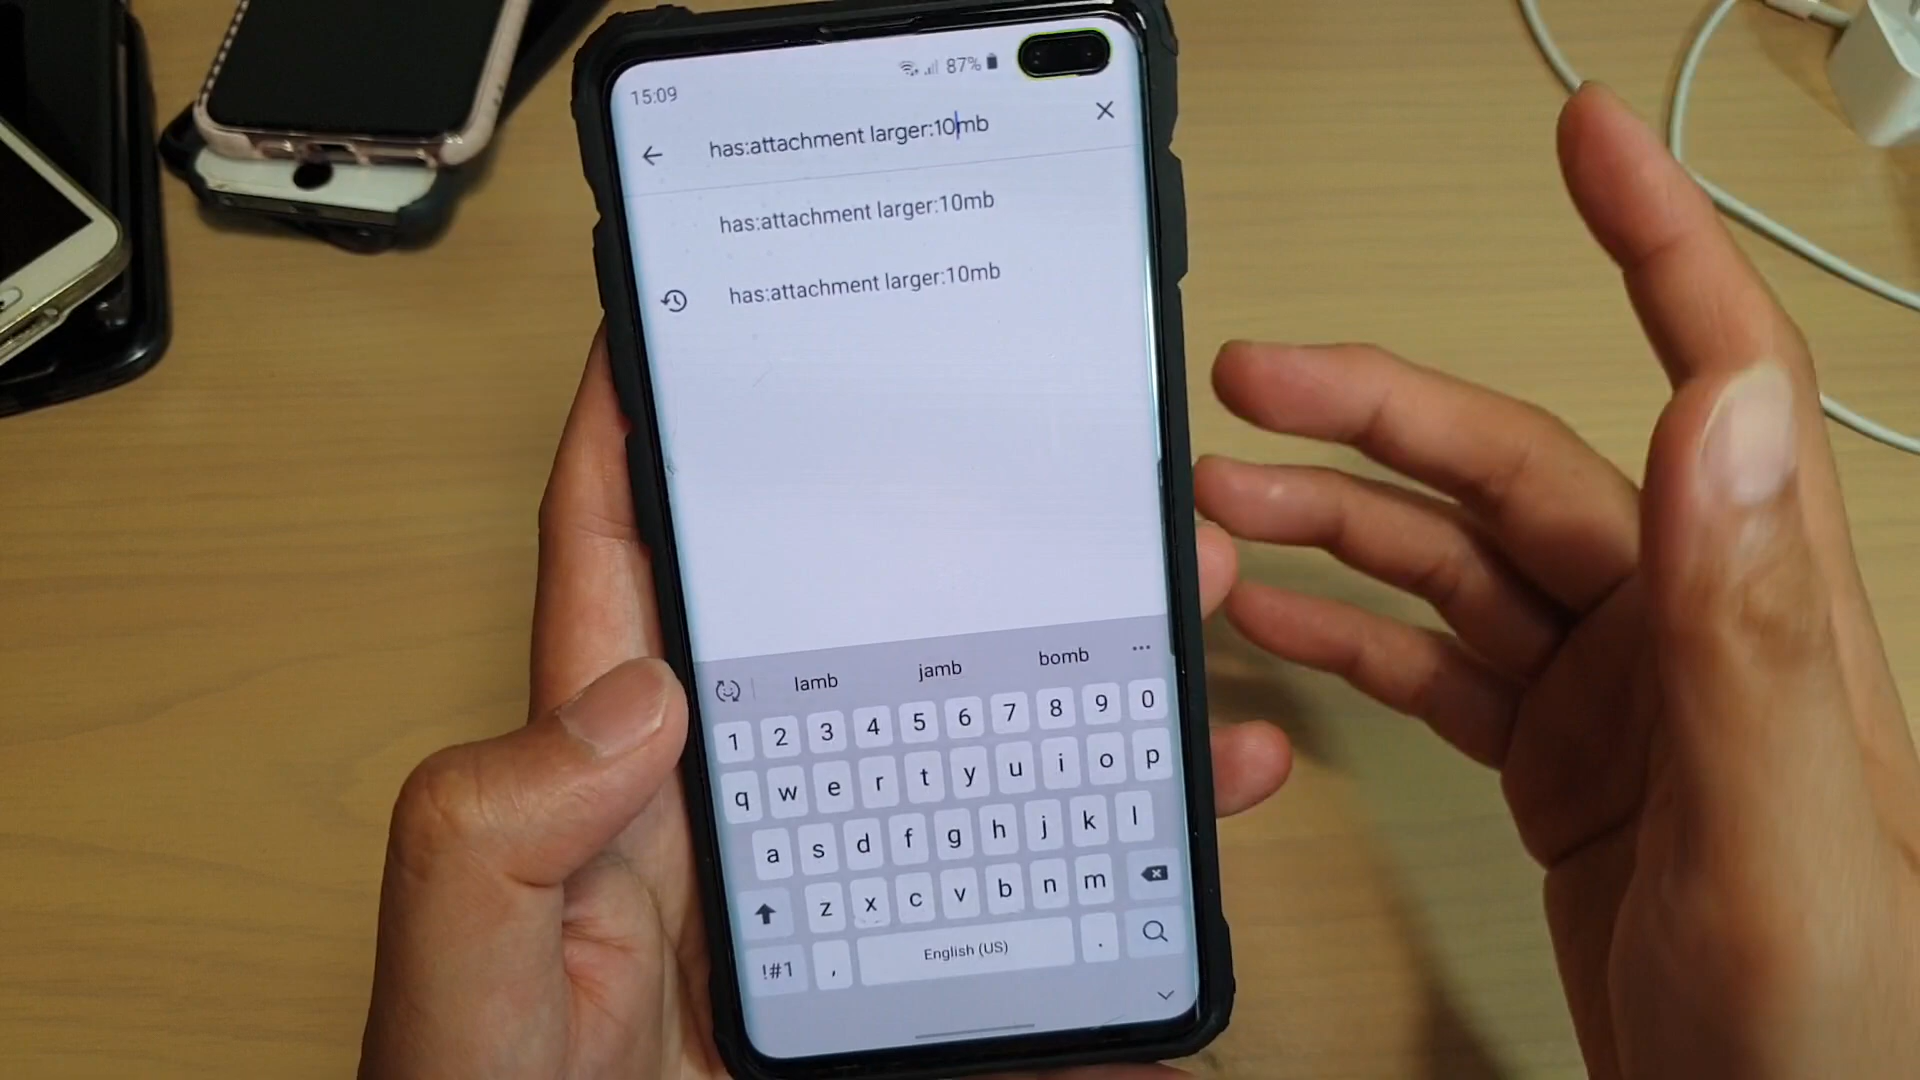 15:09 87%
has:attachment larger:10mb
has:attachment larger:10mb
has:attachment larger:10mb
lamb jamb bomb ...
1 2 3 4 5 6 7 8 9 0
q w e r t y u i o p
a s d f g h j k l
z x c v b n m
!#1 , English (US) .